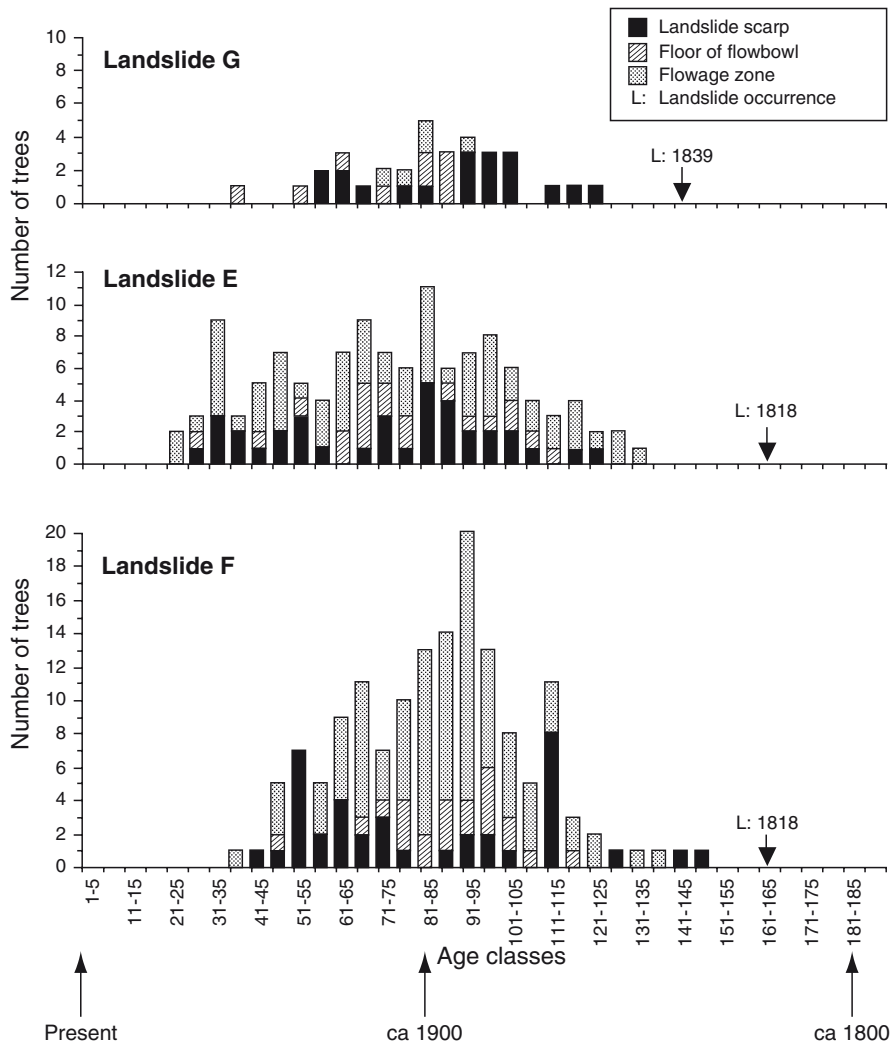 Landslide G
Landslide scarp
Floor of flowbowl
Flowage zone
L: Landslide occurrence
Number of trees
10
8
6
4
2
0
L: 1839
Landslide E
12
10
8
6
4
2
0
L: 1818
Landslide F
Number of trees
20
18
16
14
12
10
8
6
4
2
0
L: 1818
1-5
11-15
21-25
31-35
41-45
51-55
61-65
71-75
81-85
91-95
101-105
111-115
121-125
131-135
141-145
151-155
161-165
171-175
181-185
Age classes
Present
ca 1900
ca 1800